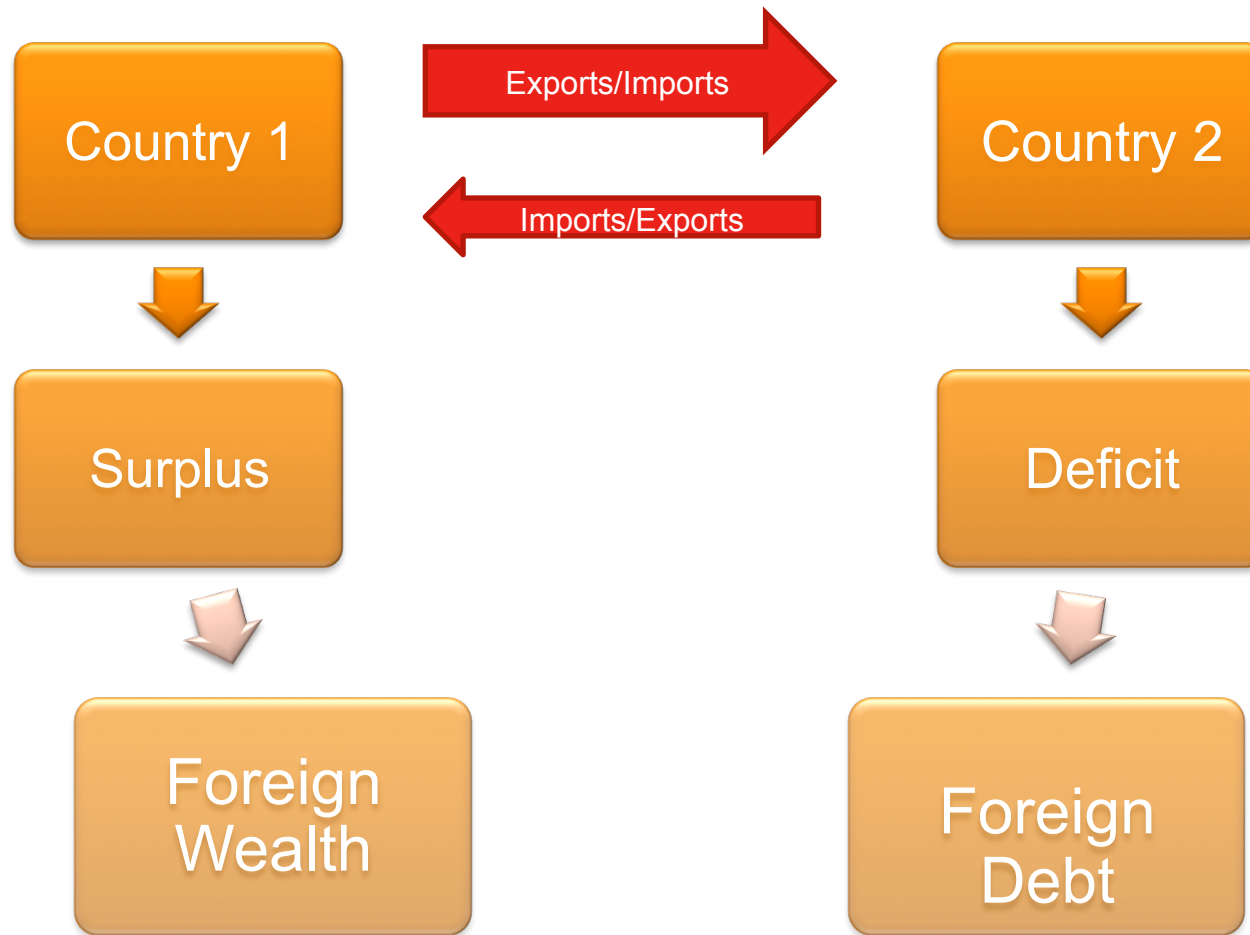 Country 1
Exports/Imports
Country 2
Imports/Exports
Surplus
Deficit
Foreign
Wealth
Foreign
Debt